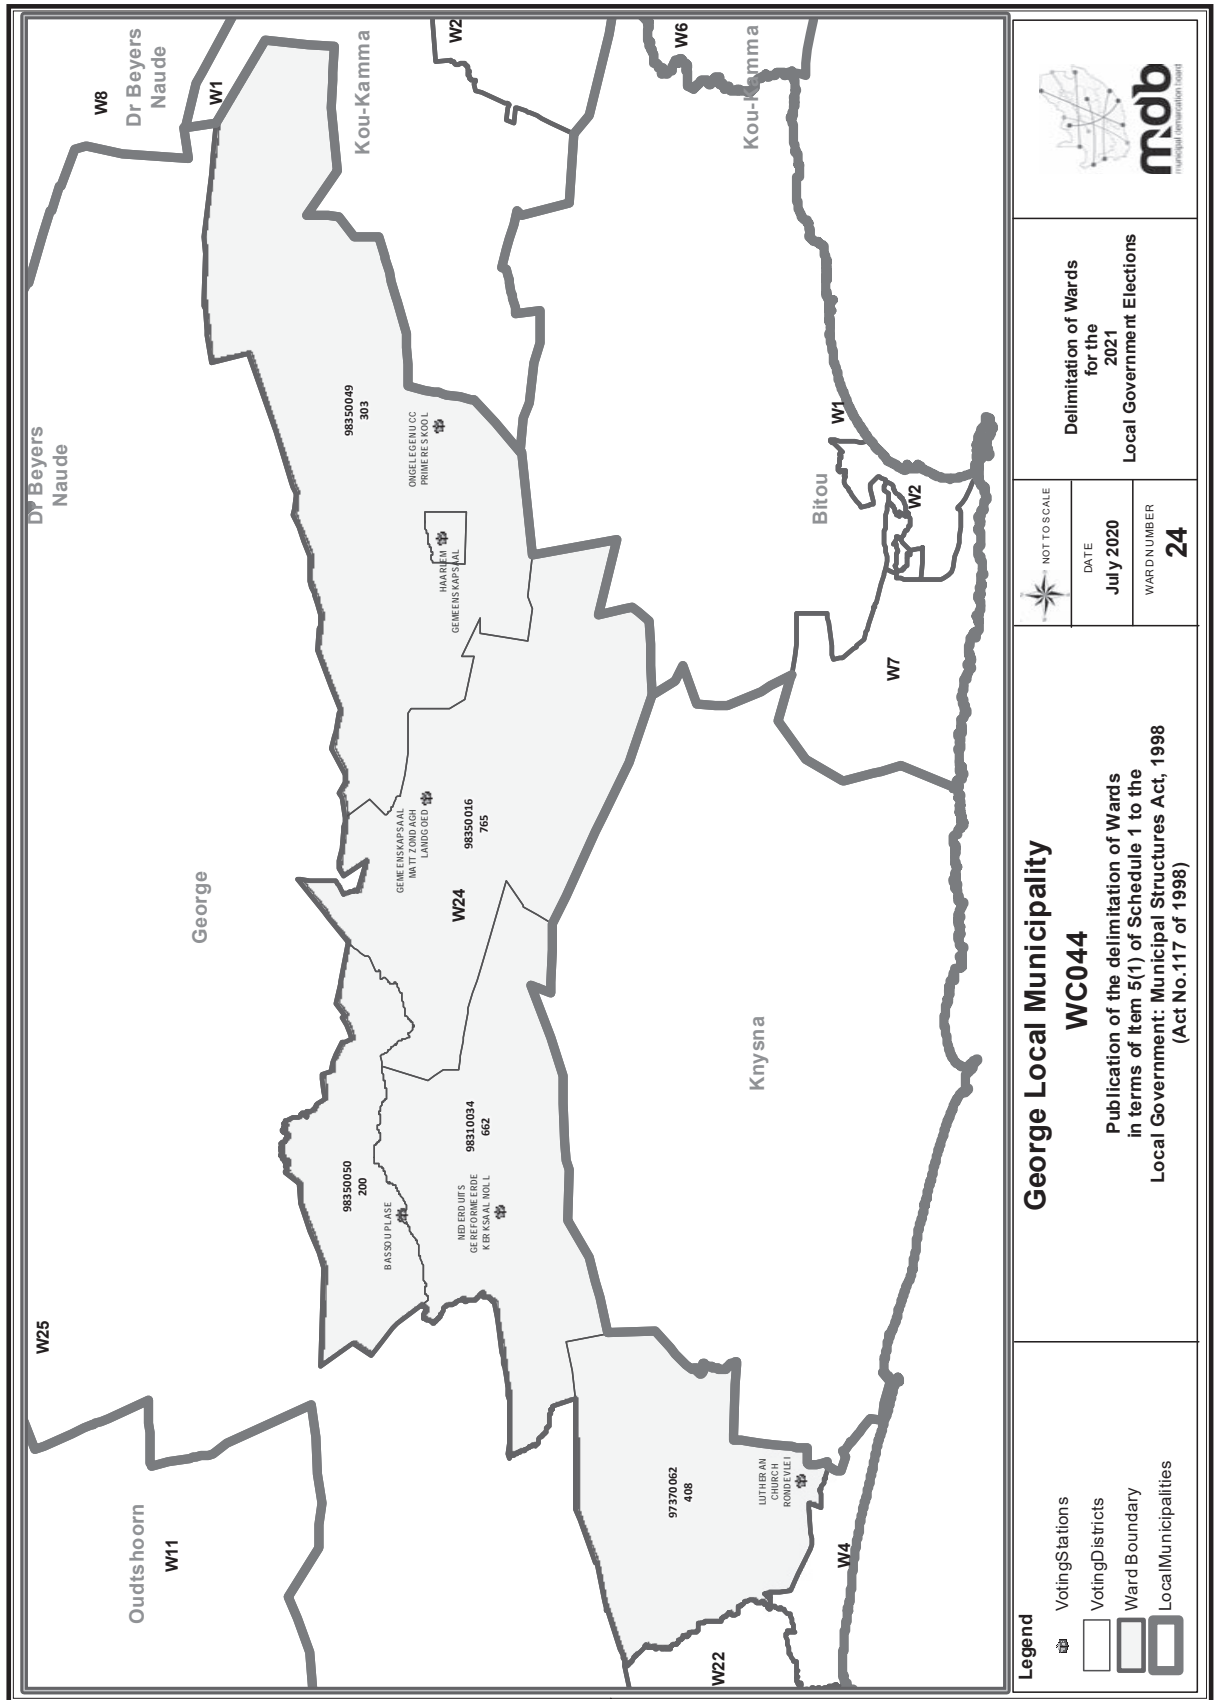 W25
George
Dr Beyers
Naude
W8
Dr Beyers
Naude
W1
Oudtshoorn
W11
98350050
200
BASSOUPLASE
98310034
662
NEDERDUITS
GEREFORMEERDE
KERKSAAL NOLL
GEMEENSKAPSAAL
MATTZONDAGH
LANDGOED
W24
98350016
765
HAARLEM
GEMEENSKAPSAAL
98350049
303
ONGELEGEN UCC
PRIMERE SKOOL
Kou-Kamma
W2
W6
Kou-Kamma
97370062
408
LUTHERAN
CHURCH
RONDEVLEI
W22
W4
Knysna
Bitou
W1
W2
W7
Legend
VotingStations
VotingDistricts
Ward Boundary
LocalMunicipalities
George Local Municipality
WC044
Publication of the delimitation of Wards
in terms of Item 5(1) of Schedule 1 to the
Local Government: Municipal Structures Act, 1998
(Act No.117 of 1998)
NOT TO SCALE
DATE
July 2020
WARD NUMBER
24
Delimitation of Wards
for the
2021
Local Government Elections
mdb
municipal demarcation board